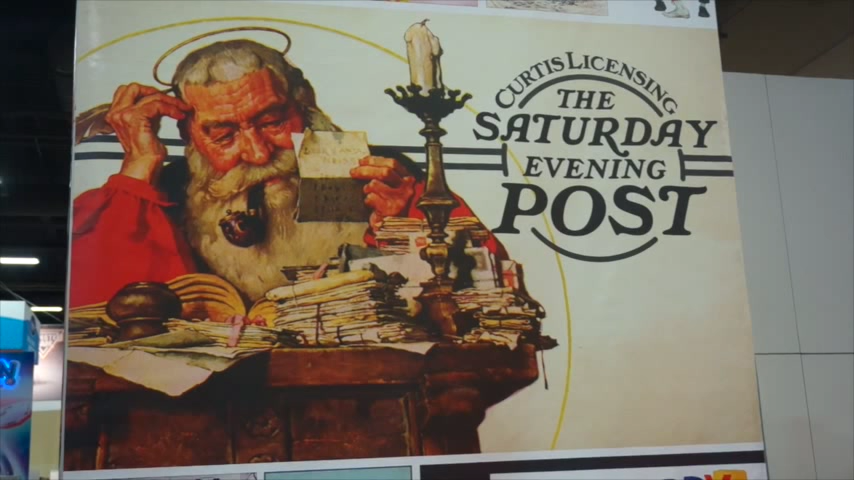 CURTIS LICENSING
THE
SATURDAY
EVENING
POST